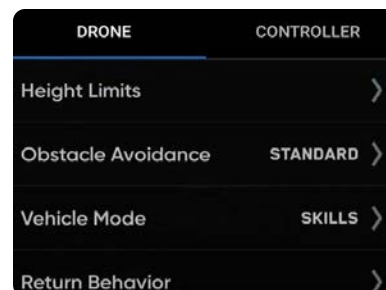 DRONE CONTROLLER
Height Limits
Obstacle Avoidance STANDARD
Vehicle Mode SKILLS
Return Behavior